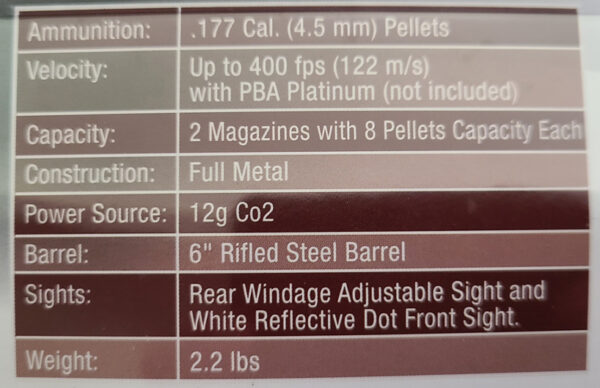 Ammunition: .177 Cal. (4.5 mm) Pellets
Velocity: Up to 400 fps (122 m/s)
with PBA Platinum (not included)
Capacity: 2 Magazines with 8 Pellets Capacity Each
Construction: Full Metal
Power Source: 12g Co2
Barrel: 6" Rifled Steel Barrel
Sights: Rear Windage Adjustable Sight and
White Reflective Dot Front Sight.
Weight: 2.2 lbs